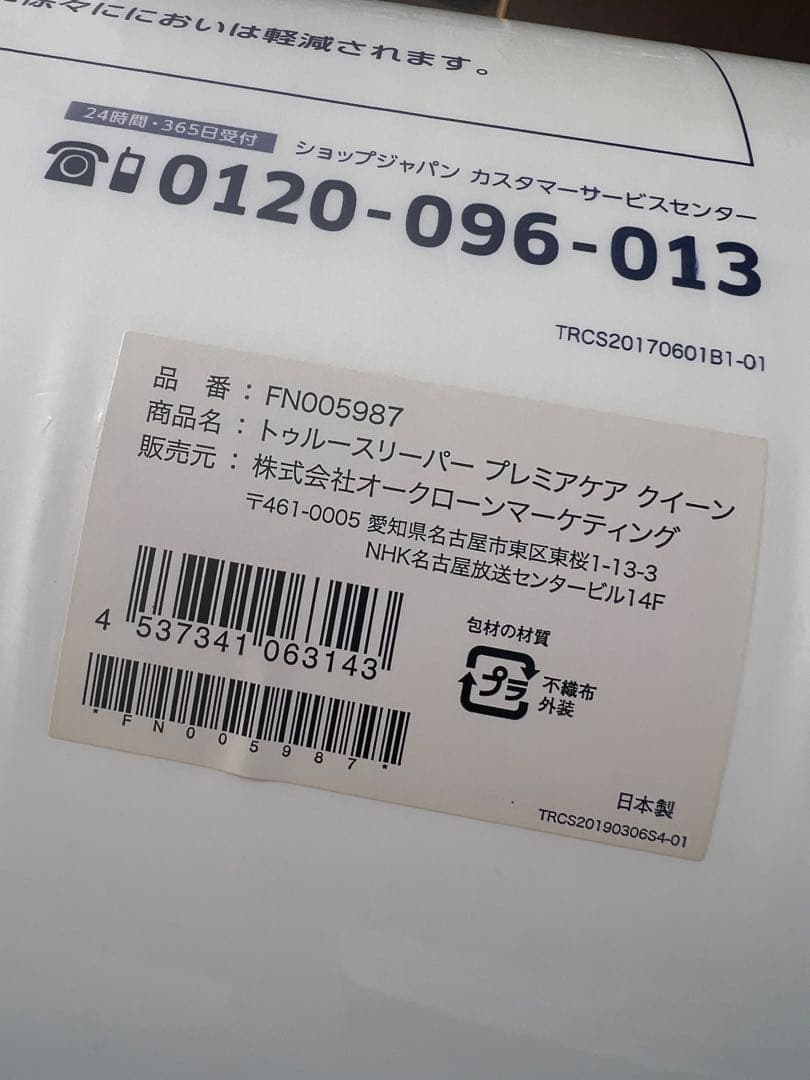 徐々ににおいは軽減されます。
24時間・365日受付
ショップジャパン カスタマーサービスセンター
0120-096-013
TRCS20170601B1-01
品 番：FN005987
商品名：トゥルースリーパー プレミアケア クイーン
販売元：株式会社オークローンマーケティング
〒461-0005 愛知県名古屋市東区東桜1-13-3
NHK名古屋放送センタービル14F
4 537341 063143
*FN005987*
包材の材質
プラ
不織布
外装
日本製
TRCS20190306S4-01